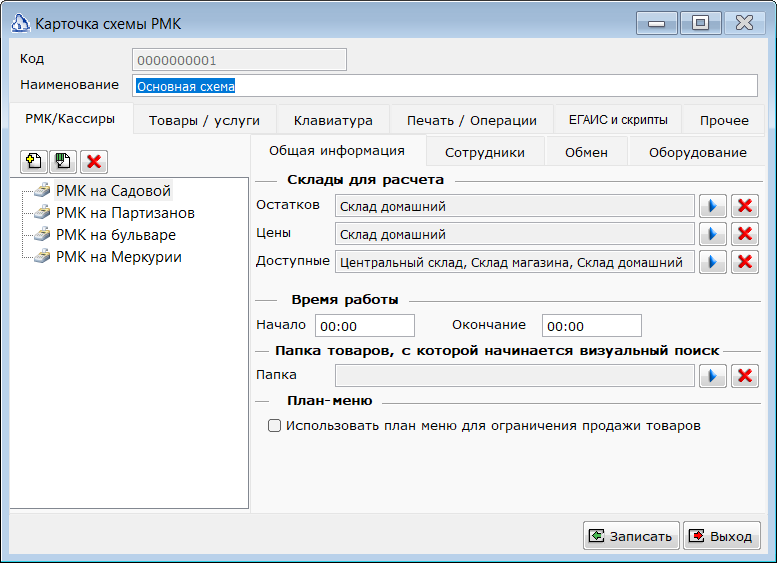 Карточка схемы РМК
Код 0000000001
Наименование Основная схема
РМК/Кассиры Товары / услуги Клавиатура Печать / Операции ЕГАИС и скрипты Прочее
Общая информация Сотрудники Обмен Оборудование
РМК на Садовой
РМК на Партизанов
РМК на бульваре
РМК на Меркурии
Склады для расчета
Остатков Склад домашний
Цены Склад домашний
Доступные Центральный склад, Склад магазина, Склад домашний
Время работы
Начало 00:00 Окончание 00:00
Папка товаров, с которой начинается визуальный поиск
Папка
План-меню
Использовать план меню для ограничения продажи товаров
Записать Выход